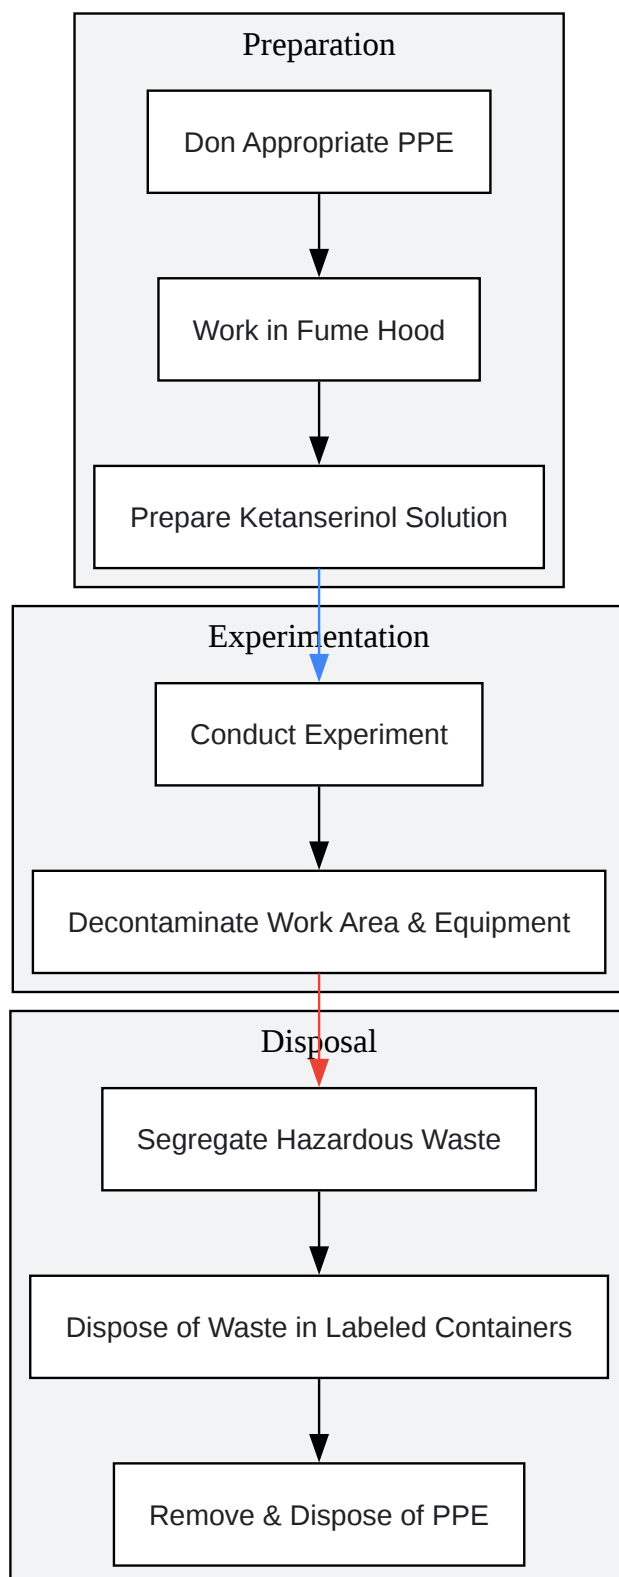 Preparation
Don Appropriate PPE
Work in Fume Hood
Prepare Ketanserinol Solution
Experimentation
Conduct Experiment
Decontaminate Work Area & Equipment
Disposal
Segregate Hazardous Waste
Dispose of Waste in Labeled Containers
Remove & Dispose of PPE